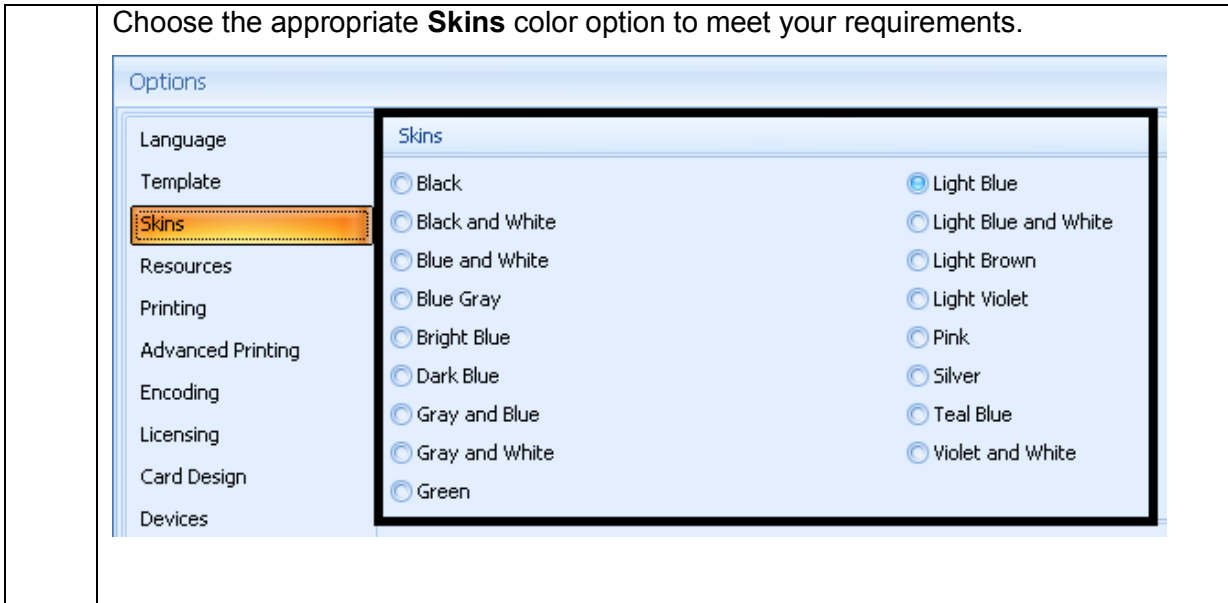 Choose the appropriate Skins color option to meet your requirements.
Options
Language
Template
Skins
Resources
Printing
Advanced Printing
Encoding
Licensing
Card Design
Devices
Skins
Black
Black and White
Blue and White
Blue Gray
Bright Blue
Dark Blue
Gray and Blue
Gray and White
Green
Light Blue
Light Blue and White
Light Brown
Light Violet
Pink
Silver
Teal Blue
Violet and White